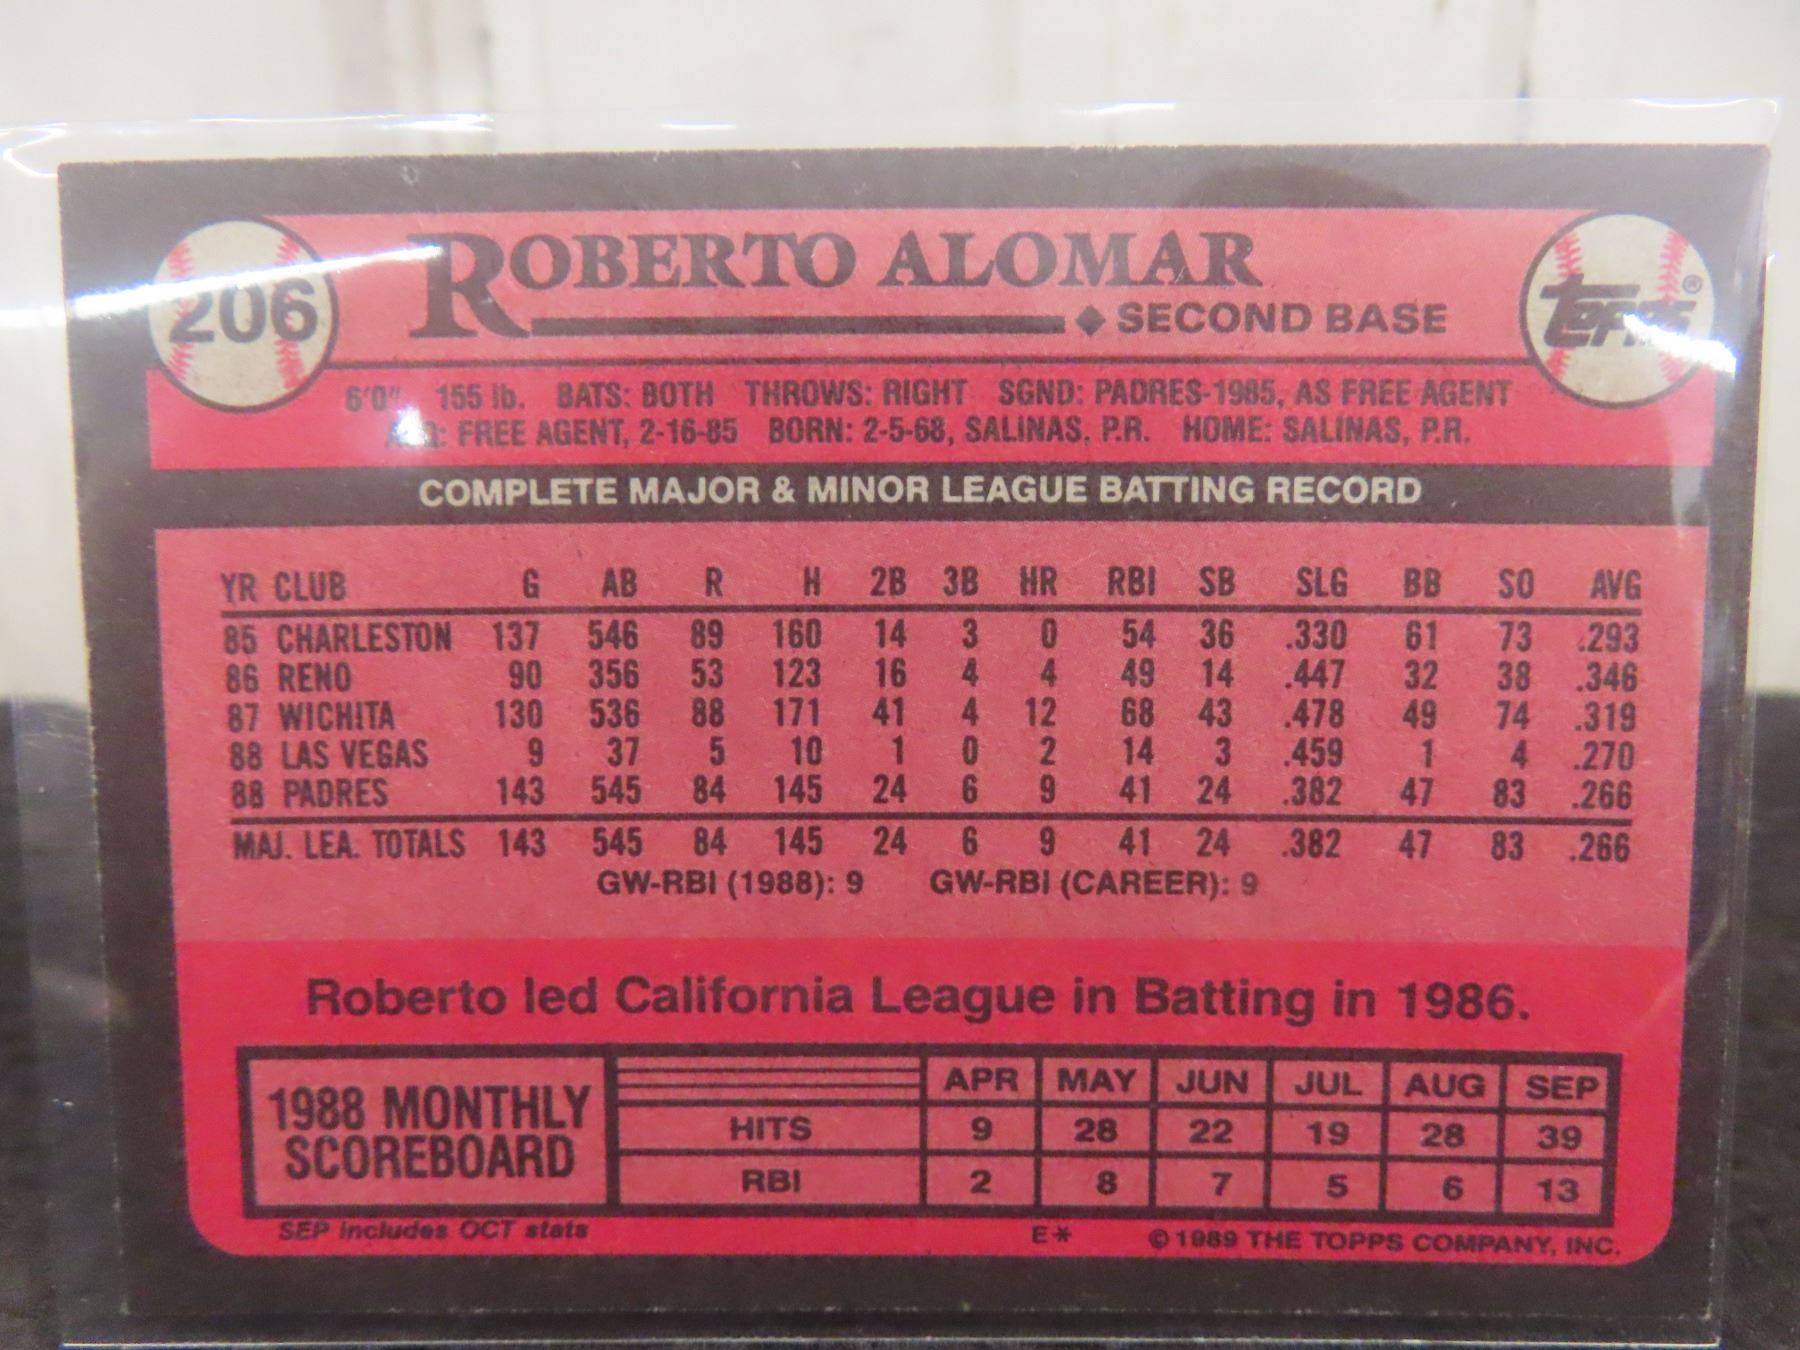 206
ROBERTO ALOMAR
◆ SECOND BASE
Topps®
6'0" 155 lb. BATS: BOTH THROWS: RIGHT SGND: PADRES-1985, AS FREE AGENT
FREE AGENT, 2-16-85 BORN: 2-5-68, SALINAS, P.R. HOME: SALINAS, P.R.
COMPLETE MAJOR & MINOR LEAGUE BATTING RECORD
YR CLUB G AB R H 2B 3B HR RBI SB SLG BB SO AVG
85 CHARLESTON 137 546 89 160 14 3 0 54 36 .330 61 73 .293
86 RENO 90 356 53 123 16 4 4 49 14 .447 32 38 .346
87 WICHITA 130 536 88 171 41 4 12 68 43 .478 49 74 .319
88 LAS VEGAS 9 37 5 10 1 0 2 14 3 .459 1 4 .270
88 PADRES 143 545 84 145 24 6 9 41 24 .382 47 83 .266
MAJ. LEA. TOTALS 143 545 84 145 24 6 9 41 24 .382 47 83 .266
GW-RBI (1988): 9 GW-RBI (CAREER): 9
Roberto led California League in Batting in 1986.
1988 MONTHLY
SCOREBOARD
APR MAY JUN JUL AUG SEP
HITS 9 28 22 19 28 39
RBI 2 8 7 5 6 13
SEP includes OCT stats E* © 1989 THE TOPPS COMPANY, INC.